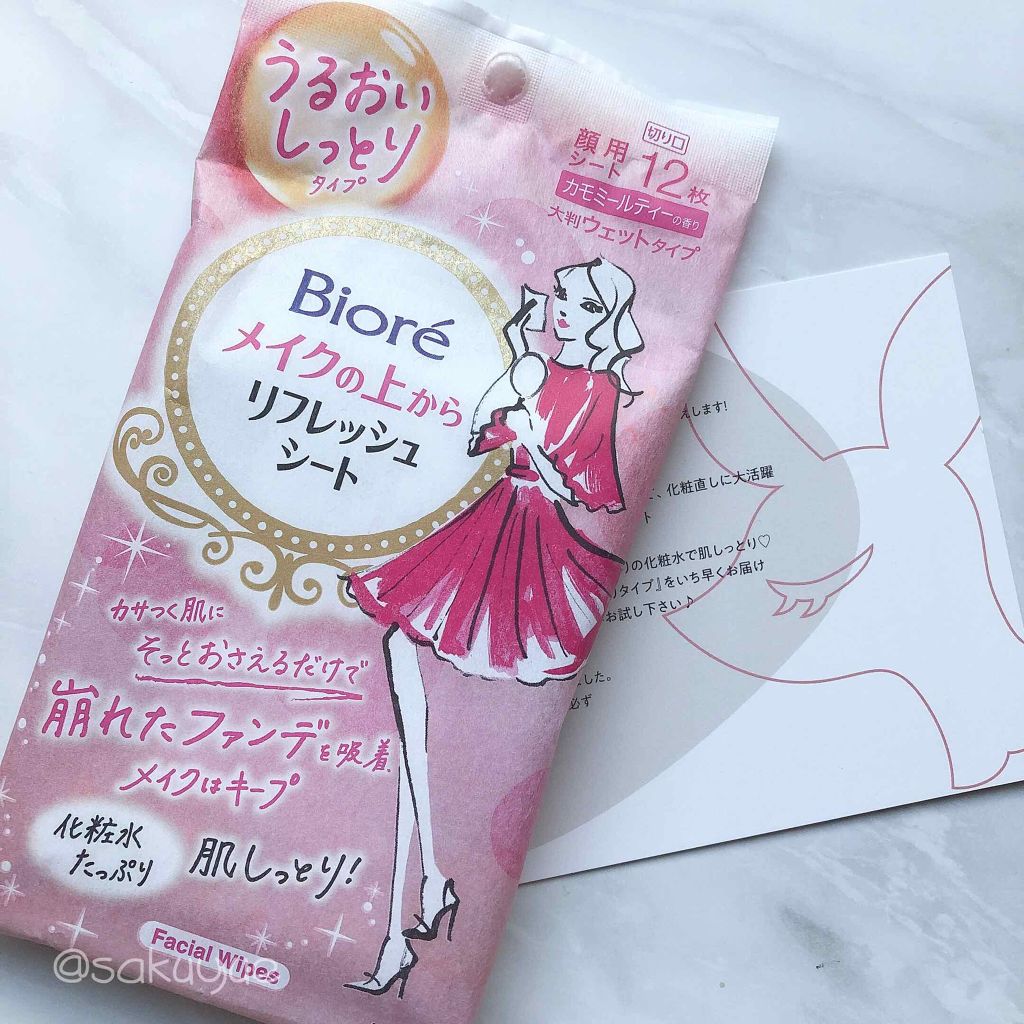 うるおい
しっとり
タイプ
切り口
顔用
シート
12枚
カモミールティーの香り
大判ウェットタイプ
Bioré
メイクの上から
リフレッシュ
シート
カサつく肌に
そっとおさえるだけで
崩れたファンデを吸着
メイクはキープ
化粧水
たっぷり
肌しっとり!
Facial Wipes
えします!
、化粧直しに大活躍
ト
の化粧水で肌しっとり♡
タイプ』をいち早くお届け
お試し下さい♪
した。
必ず